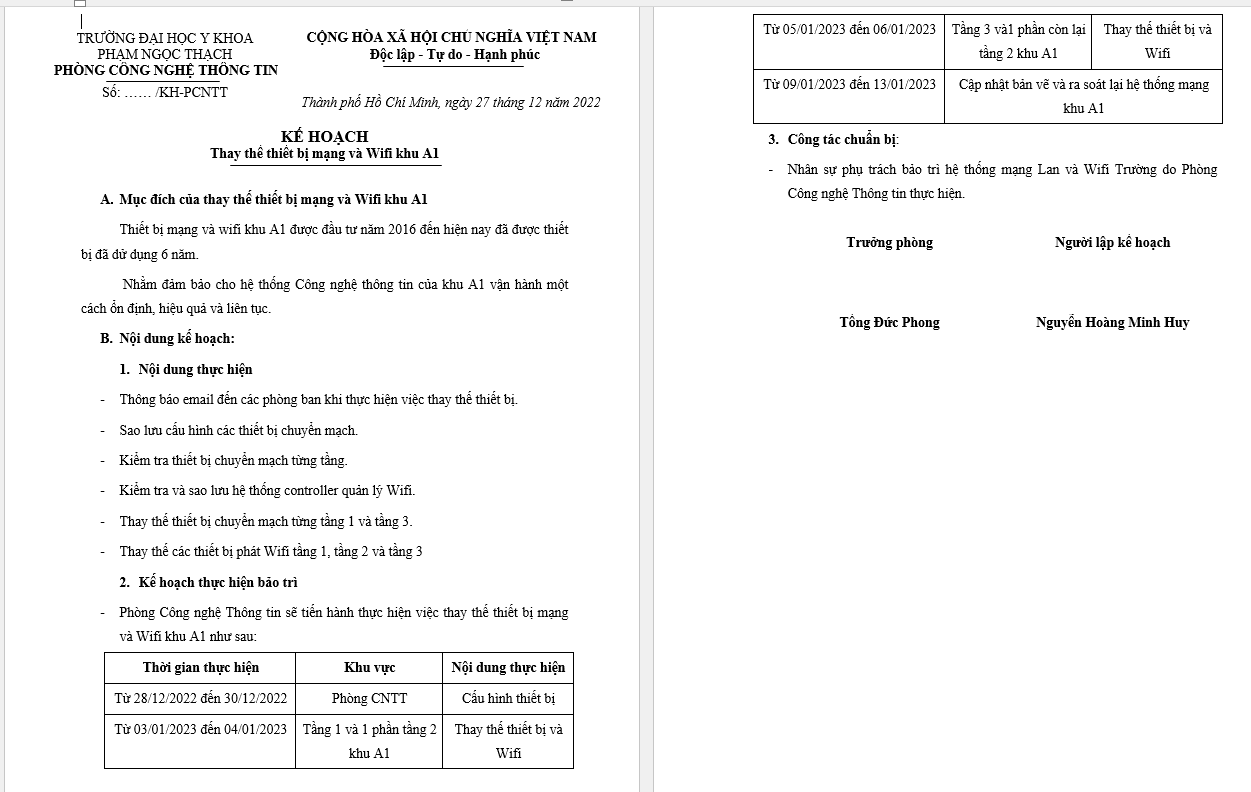 TRƯỜNG ĐẠI HỌC Y KHOA
PHẠM NGỌC THẠCH
PHÒNG CÔNG NGHỆ THÔNG TIN
Số: ...... /KH-PCNTT
CỘNG HÒA XÃ HỘI CHỦ NGHĨA VIỆT NAM
Độc lập - Tự do - Hạnh phúc
Thành phố Hồ Chí Minh, ngày 27 tháng 12 năm 2022
KẾ HOẠCH
Thay thế thiết bị mạng và Wifi khu A1
A. Mục đích của thay thế thiết bị mạng và Wifi khu A1
Thiết bị mạng và wifi khu A1 được đầu tư năm 2016 đến hiện nay đã được thiết
bị đã dử dụng 6 năm.
Nhằm đảm bảo cho hệ thống Công nghệ thông tin của khu A1 vận hành một
cách ổn định, hiệu quả và liên tục.
B. Nội dung kế hoạch:
1. Nội dung thực hiện
- Thông báo email đến các phòng ban khi thực hiện việc thay thế thiết bị.
- Sao lưu cấu hình các thiết bị chuyển mạch.
- Kiểm tra thiết bị chuyển mạch từng tầng.
- Kiểm tra và sao lưu hệ thống controller quản lý Wifi.
- Thay thế thiết bị chuyển mạch từng tầng 1 và tầng 3.
- Thay thế các thiết bị phát Wifi tầng 1, tầng 2 và tầng 3
2. Kế hoạch thực hiện bão trì
- Phòng Công nghệ Thông tin sẽ tiến hành thực hiện việc thay thế thiết bị mạng
và Wifi khu A1 như sau:
Thời gian thực hiện Khu vực Nội dung thực hiện
Từ 28/12/2022 đến 30/12/2022 Phòng CNTT Cấu hình thiết bị
Từ 03/01/2023 đến 04/01/2023 Tầng 1 và 1 phần tầng 2 Thay thế thiết bị và
khu A1 Wifi
Từ 05/01/2023 đến 06/01/2023 Tầng 3 và1 phần còn lại Thay thế thiết bị và
tầng 2 khu A1 Wifi
Từ 09/01/2023 đến 13/01/2023 Cập nhật bản vẽ và ra soát lại hệ thống mạng
khu A1
3. Công tác chuẩn bị:
- Nhân sự phụ trách bảo trì hệ thống mạng Lan và Wifi Trường do Phòng
Công nghệ Thông tin thực hiện.
Trưởng phòng Người lập kế hoạch
Tống Đức Phong Nguyễn Hoàng Minh Huy